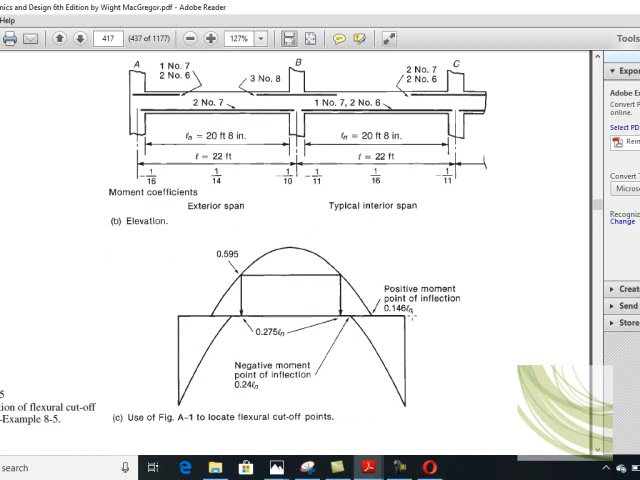 nics and Design 6th Edition by Wight MacGregor.pdf - Adobe Reader
Help
417 (437 of 1177) 127% Tools
A B C
1 No. 7
2 No. 6
3 No. 8
2 No. 7
2 No. 6
2 No. 7
1 No. 7, 2 No. 6
ℓn = 20 ft 8 in. ℓn = 20 ft 8 in.
ℓ = 22 ft ℓ = 22 ft
-1/16 1/14 -1/10 -1/11 1/16 1/11
Moment coefficients
Exterior span Typical interior span
(b) Elevation.
0.595
Positive moment
point of inflection
0.146ℓn
0.275ℓn
Negative moment
point of inflection
0.24ℓn
5
tion of flexural cut-off
-Example 8-5.
(c) Use of Fig. A-1 to locate flexural cut-off points.
Expor
Adobe Ex
Convert P
online.
Select PD
Rein
Convert T
Micros
Recogniz
Change
Create
Send
Store
search